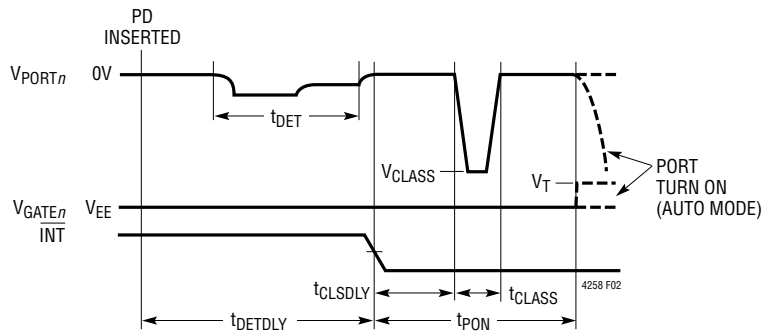 PD
INSERTED
VPORTn 0V
tDET
VCLASS
VT
PORT
TURN ON
(AUTO MODE)
VGATEn VEE
INT
tCLSDLY
tCLASS
4258 F02
tDETDLY
tPON